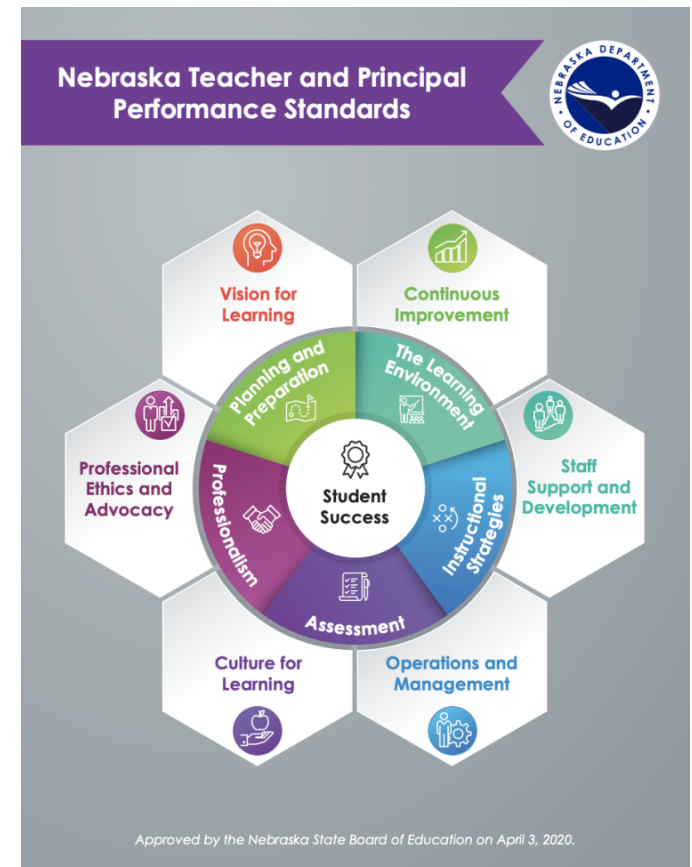 Nebraska Teacher and Principal
Performance Standards
NEBRASKA DEPARTMENT
OF EDUCATION
Vision for
Learning
Continuous
Improvement
Planning and
Preparation
The Learning
Environment
Professional
Ethics and
Advocacy
Professionalism
Student
Success
Instructional
Strategies
Staff
Support and
Development
Assessment
Culture for
Learning
Operations and
Management
Approved by the Nebraska State Board of Education on April 3, 2020.